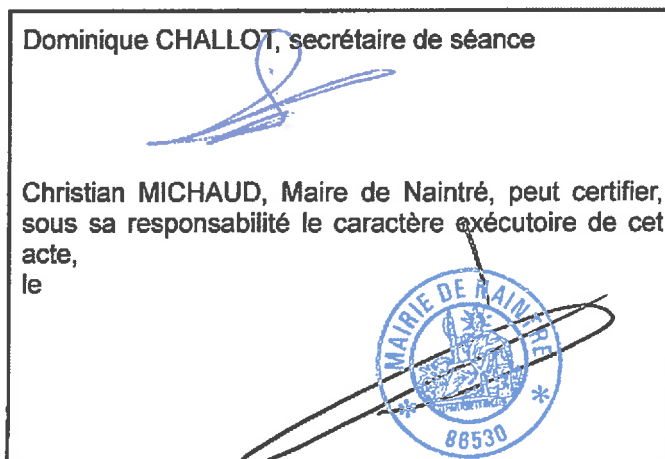 Dominique CHALLOT, secrétaire de séance
Christian MICHAUD, Maire de Naintré, peut certifier,
sous sa responsabilité le caractère exécutoire de cet
acte,
le
MAIRIE DE NAINTRÉ
* 86530 *